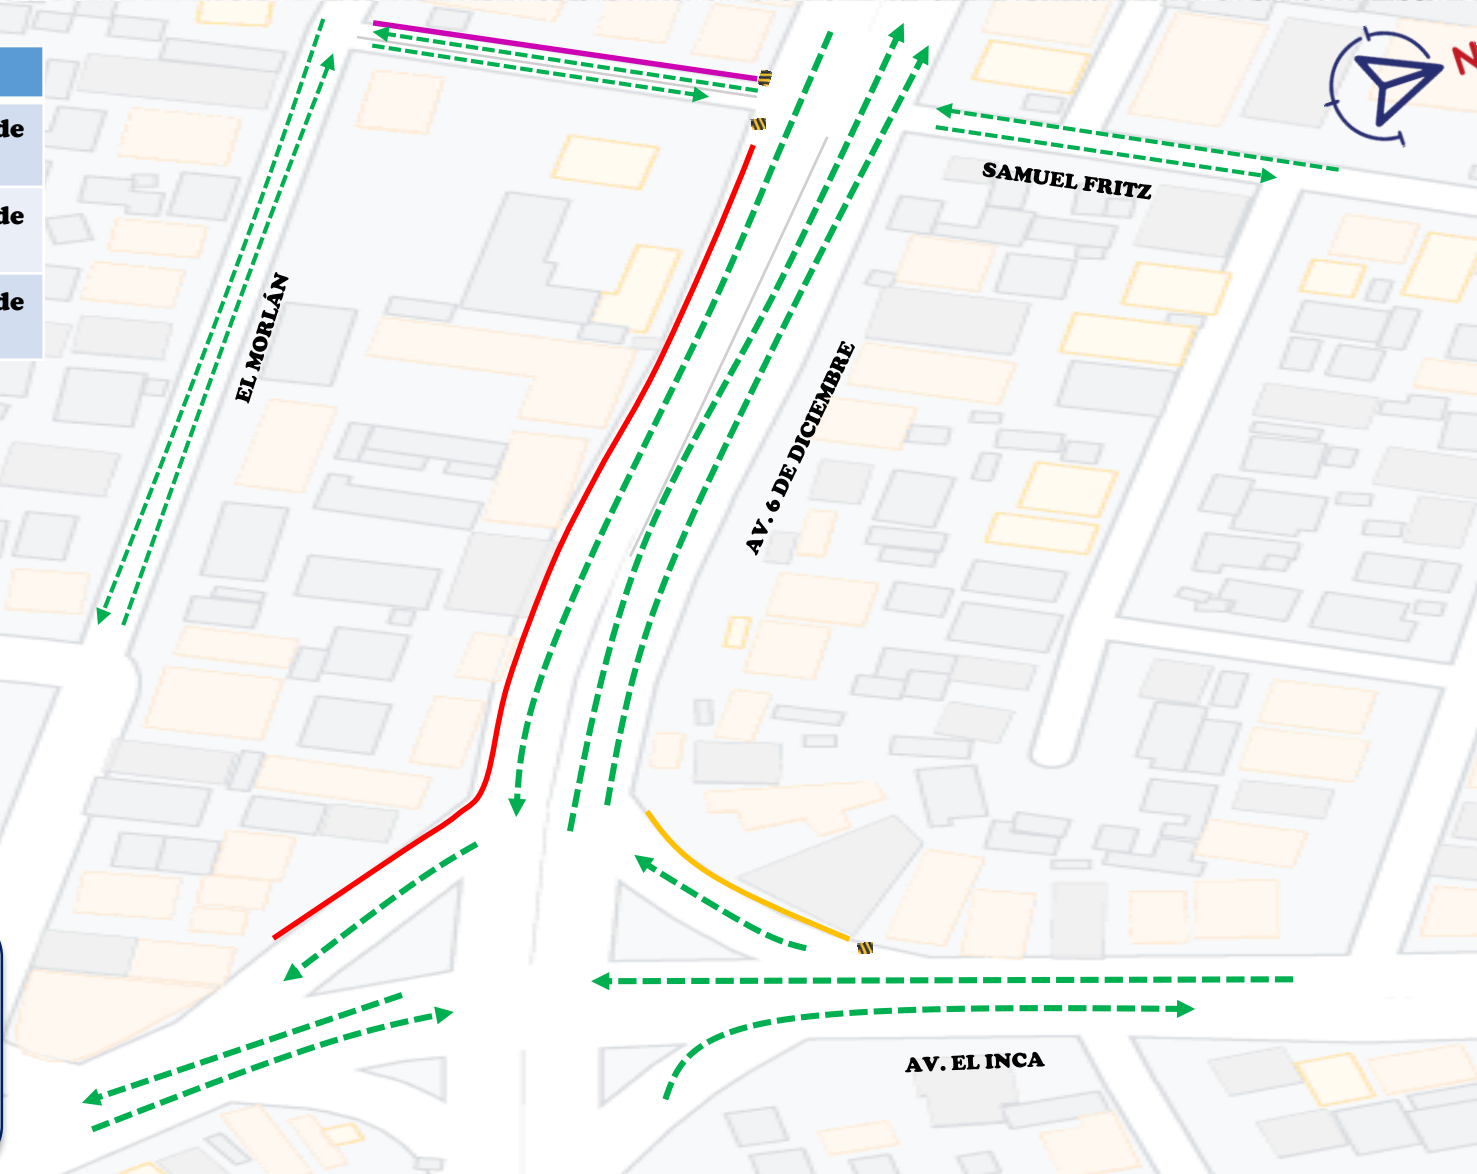 de
de
de
N
SAMUEL FRITZ
EL MORLÁN
AV. 6 DE DICIEMBRE
AV. EL INCA